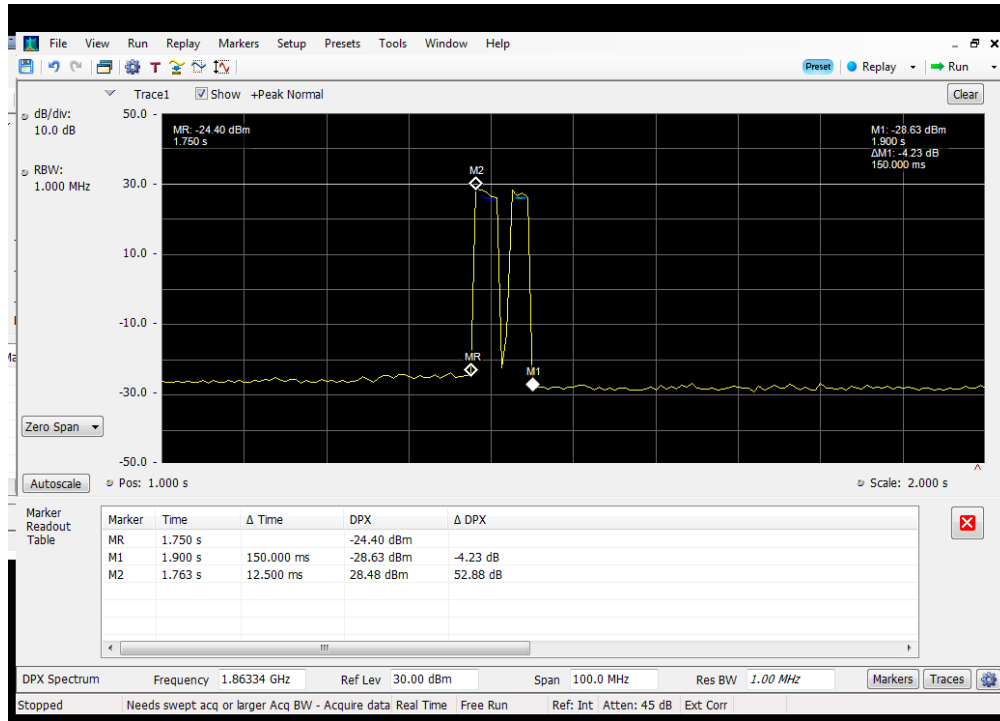 File View Run Replay Markers Setup Presets Tools Window Help
T Preset Replay Run
Trace1 Show +Peak Normal Clear
dB/div:
10.0 dB
RBW:
1.000 MHz
50.0
30.0
10.0
-10.0
-30.0
-50.0
MR: -24.40 dBm
1.750 s
M1: -28.63 dBm
1.900 s
ΔM1: -4.23 dB
150.000 ms
M2
MR
M1
Zero Span
Autoscale Pos: 1.000 s Scale: 2.000 s
Marker
Readout
Table
Marker Time Δ Time DPX Δ DPX
MR 1.750 s -24.40 dBm
M1 1.900 s 150.000 ms -28.63 dBm -4.23 dB
M2 1.763 s 12.500 ms 28.48 dBm 52.88 dB
DPX Spectrum Frequency 1.86334 GHz Ref Lev 30.00 dBm Span 100.0 MHz Res BW 1.00 MHz Markers Traces
Stopped Needs swept acq or larger Acq BW - Acquire data Real Time Free Run Ref: Int Atten: 45 dB Ext Corr